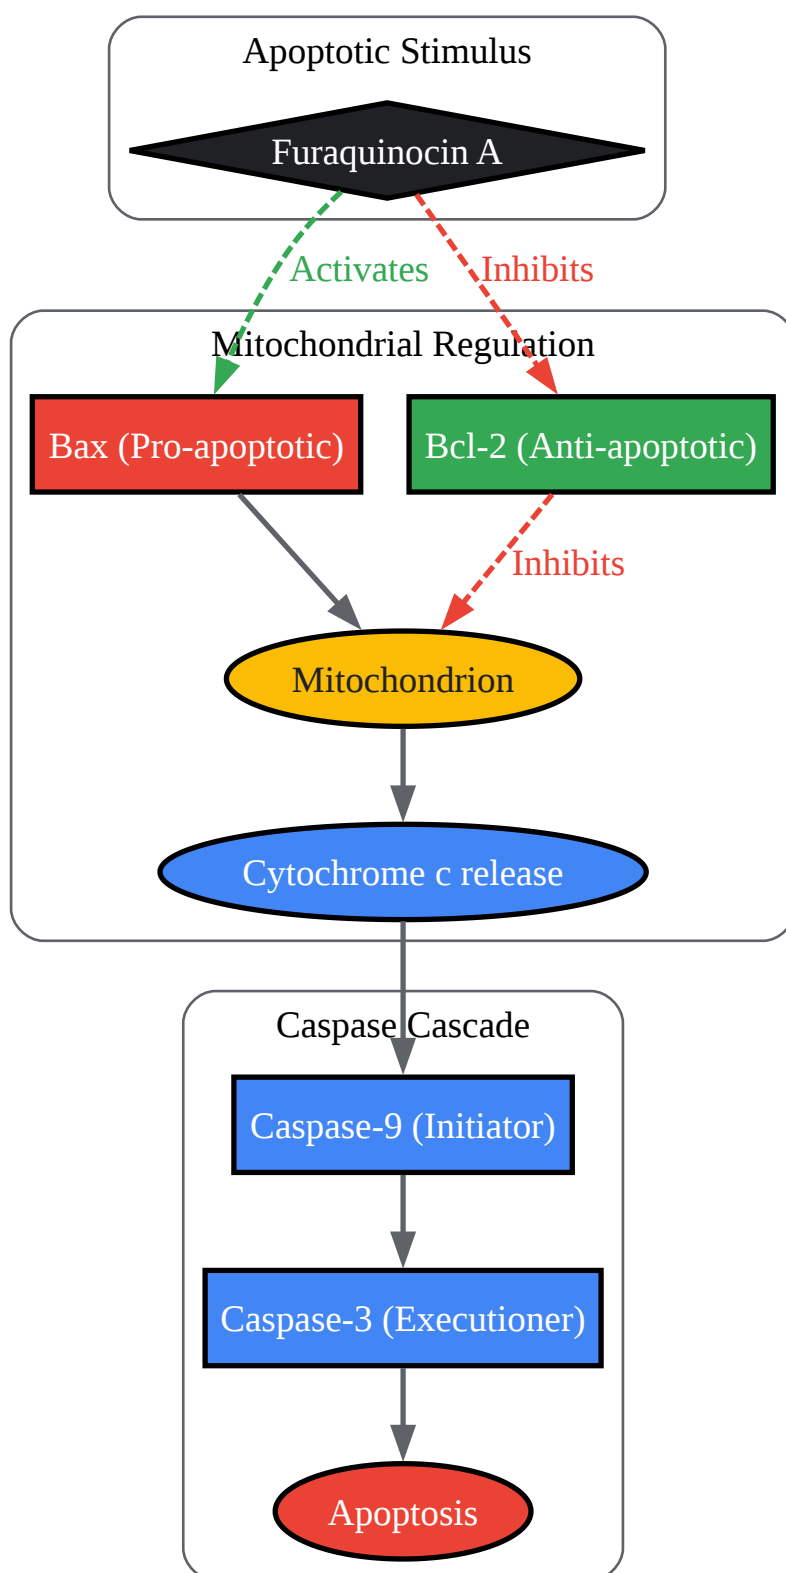 Apoptotic Stimulus
Furaquinocin A
Activates
Inhibits
Mitochondrial Regulation
Bax (Pro-apoptotic)
Bcl-2 (Anti-apoptotic)
Inhibits
Mitochondrion
Cytochrome c release
Caspase Cascade
Caspase-9 (Initiator)
Caspase-3 (Executioner)
Apoptosis